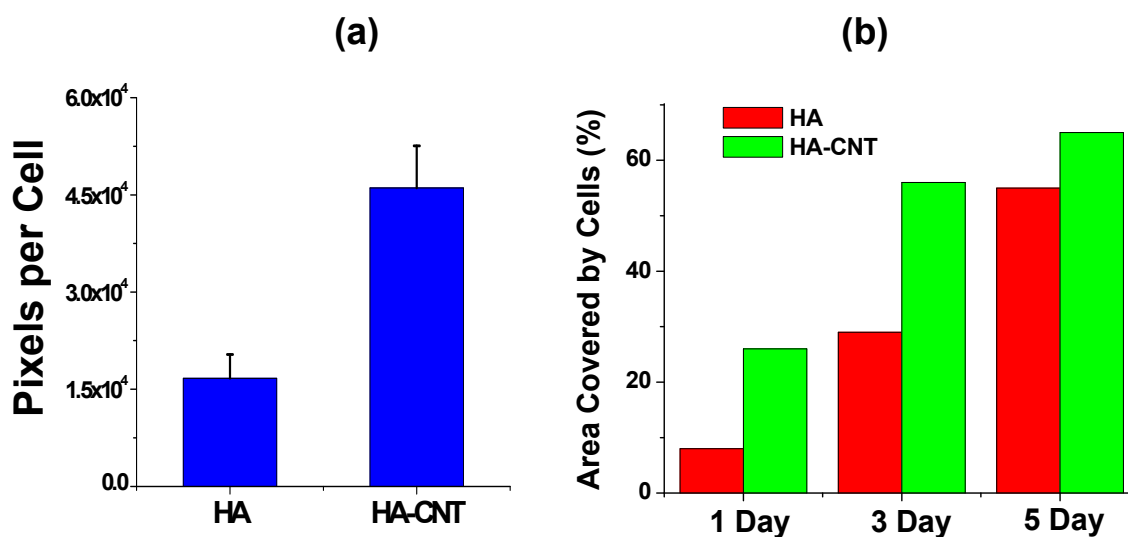 (a)
Pixels per Cell
6.0x10⁴
4.5x10⁴
3.0x10⁴
1.5x10⁴
0.0
HA
HA-CNT
(b)
Area Covered by Cells (%)
60
40
20
0
HA
HA-CNT
1 Day
3 Day
5 Day